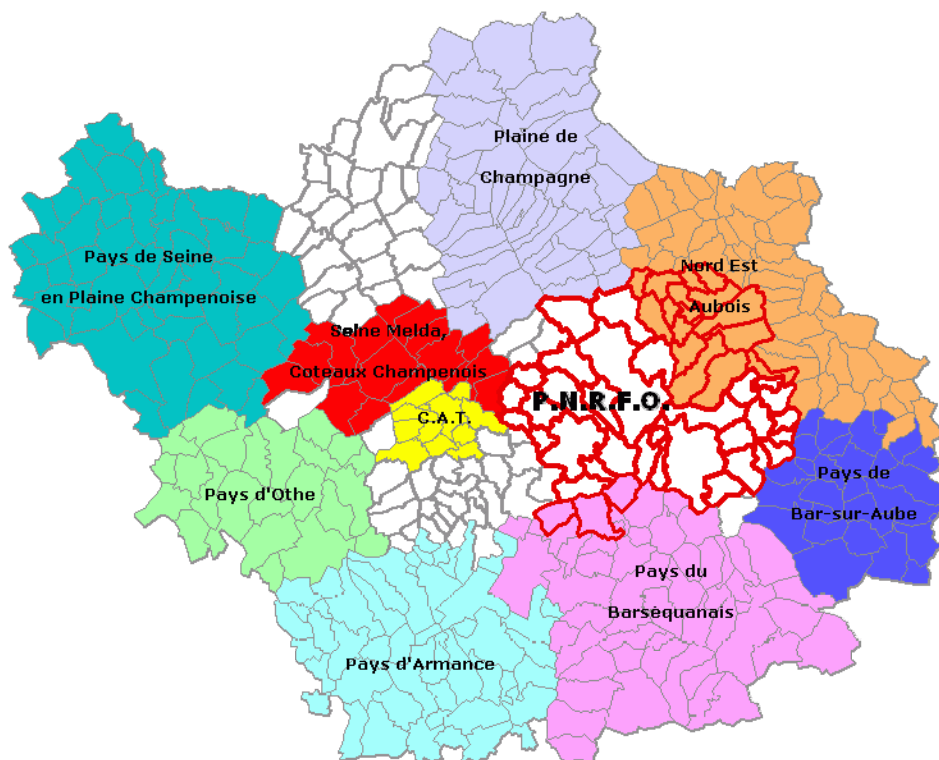 Plaine de
Champagne
Pays de Seine
en Plaine Champenoise
Nord Est
Aubois
Seine Melda,
Coteaux Champenois
P.N.R.F.O.
C.A.T.
Pays d'Othe
Pays de
Bar-sur-Aube
Pays du
Barséquanais
Pays d'Armance